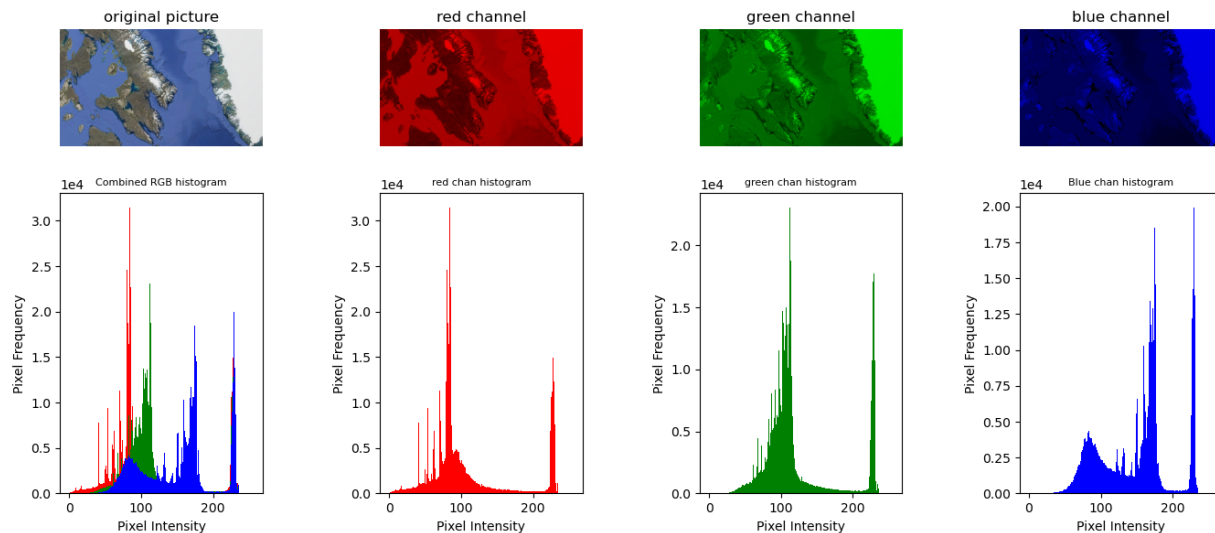 original picture
red channel
green channel
blue channel
1e4
Combined RGB histogram
3.0
2.5
2.0
1.5
1.0
0.5
0.0
0
100
200
Pixel Frequency
Pixel Intensity
1e4
red chan histogram
3.0
2.5
2.0
1.5
1.0
0.5
0.0
0
100
200
Pixel Frequency
Pixel Intensity
1e4
green chan histogram
2.0
1.5
1.0
0.5
0.0
0
100
200
Pixel Frequency
Pixel Intensity
1e4
Blue chan histogram
2.00
1.75
1.50
1.25
1.00
0.75
0.50
0.25
0.00
0
100
200
Pixel Frequency
Pixel Intensity